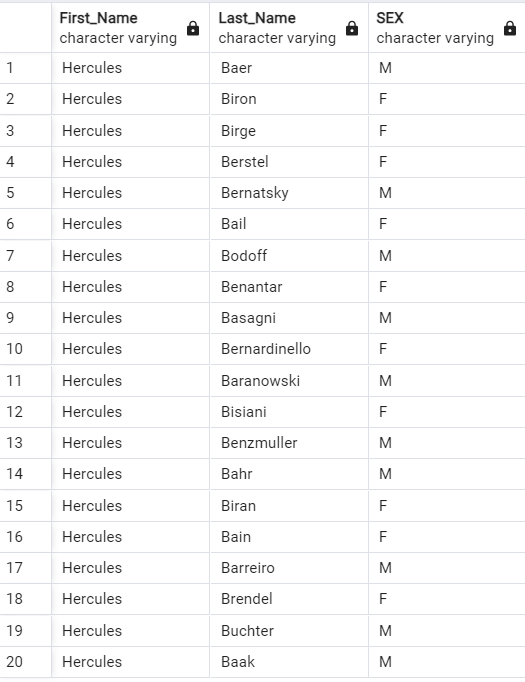 First_Name Last_Name SEX
character varying character varying character varying
1 Hercules Baer M
2 Hercules Biron F
3 Hercules Birge F
4 Hercules Berstel F
5 Hercules Bernatsky M
6 Hercules Bail F
7 Hercules Bodoff M
8 Hercules Benantar F
9 Hercules Basagni M
10 Hercules Bernardinello F
11 Hercules Baranowski M
12 Hercules Bisiani F
13 Hercules Benzmuller M
14 Hercules Bahr M
15 Hercules Biran F
16 Hercules Bain F
17 Hercules Barreiro M
18 Hercules Brendel F
19 Hercules Buchter M
20 Hercules Baak M